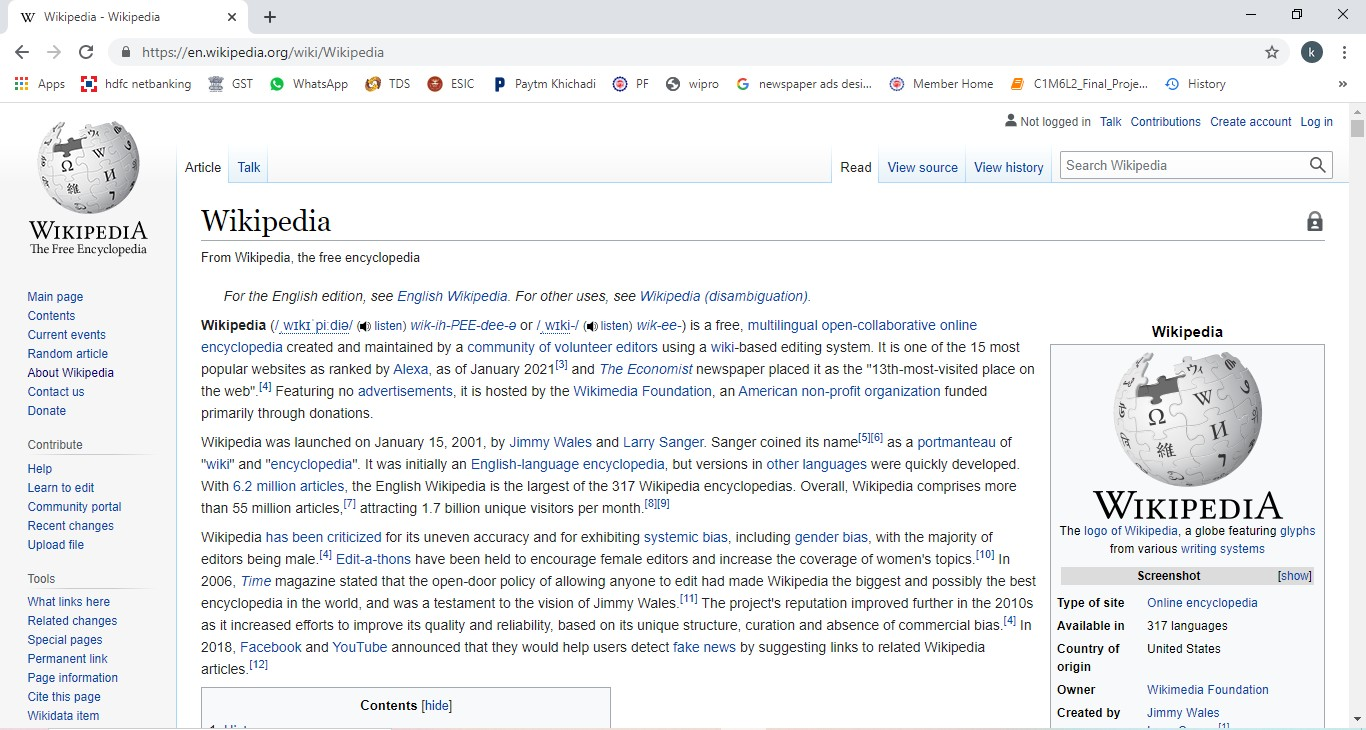 Wikipedia - Wikipedia
https://en.wikipedia.org/wiki/Wikipedia
k
Apps hdfc netbanking GST WhatsApp TDS ESIC Paytm Khichadi PF wipro newspaper ads desi... Member Home C1M6L2_Final_Proje... History »
Not logged in Talk Contributions Create account Log in
Article Talk Read View source View history Search Wikipedia
WIKIPEDIA
The Free Encyclopedia
Main page
Contents
Current events
Random article
About Wikipedia
Contact us
Donate
Contribute
Help
Learn to edit
Community portal
Recent changes
Upload file
Tools
What links here
Related changes
Special pages
Permanent link
Page information
Cite this page
Wikidata item
Wikipedia
From Wikipedia, the free encyclopedia
For the English edition, see English Wikipedia. For other uses, see Wikipedia (disambiguation).
Wikipedia (/ˌwɪkɪˈpiːdiə/ (listen) wik-ih-PEE-dee-ə or /ˌwɪki-/ (listen) wik-ee-) is a free, multilingual open-collaborative online
encyclopedia created and maintained by a community of volunteer editors using a wiki-based editing system. It is one of the 15 most
popular websites as ranked by Alexa, as of January 2021[3] and The Economist newspaper placed it as the "13th-most-visited place on
the web".[4] Featuring no advertisements, it is hosted by the Wikimedia Foundation, an American non-profit organization funded
primarily through donations.
Wikipedia was launched on January 15, 2001, by Jimmy Wales and Larry Sanger. Sanger coined its name[5][6] as a portmanteau of
"wiki" and "encyclopedia". It was initially an English-language encyclopedia, but versions in other languages were quickly developed.
With 6.2 million articles, the English Wikipedia is the largest of the 317 Wikipedia encyclopedias. Overall, Wikipedia comprises more
than 55 million articles,[7] attracting 1.7 billion unique visitors per month.[8][9]
Wikipedia has been criticized for its uneven accuracy and for exhibiting systemic bias, including gender bias, with the majority of
editors being male.[4] Edit-a-thons have been held to encourage female editors and increase the coverage of women's topics.[10] In
2006, Time magazine stated that the open-door policy of allowing anyone to edit had made Wikipedia the biggest and possibly the best
encyclopedia in the world, and was a testament to the vision of Jimmy Wales.[11] The project's reputation improved further in the 2010s
as it increased efforts to improve its quality and reliability, based on its unique structure, curation and absence of commercial bias.[4] In
2018, Facebook and YouTube announced that they would help users detect fake news by suggesting links to related Wikipedia
articles.[12]
Contents [hide]
Wikipedia
WIKIPEDIA
The logo of Wikipedia, a globe featuring glyphs
from various writing systems
Screenshot [show]
Type of site Online encyclopedia
Available in 317 languages
Country of United States
origin
Owner Wikimedia Foundation
Created by Jimmy Wales
[1]